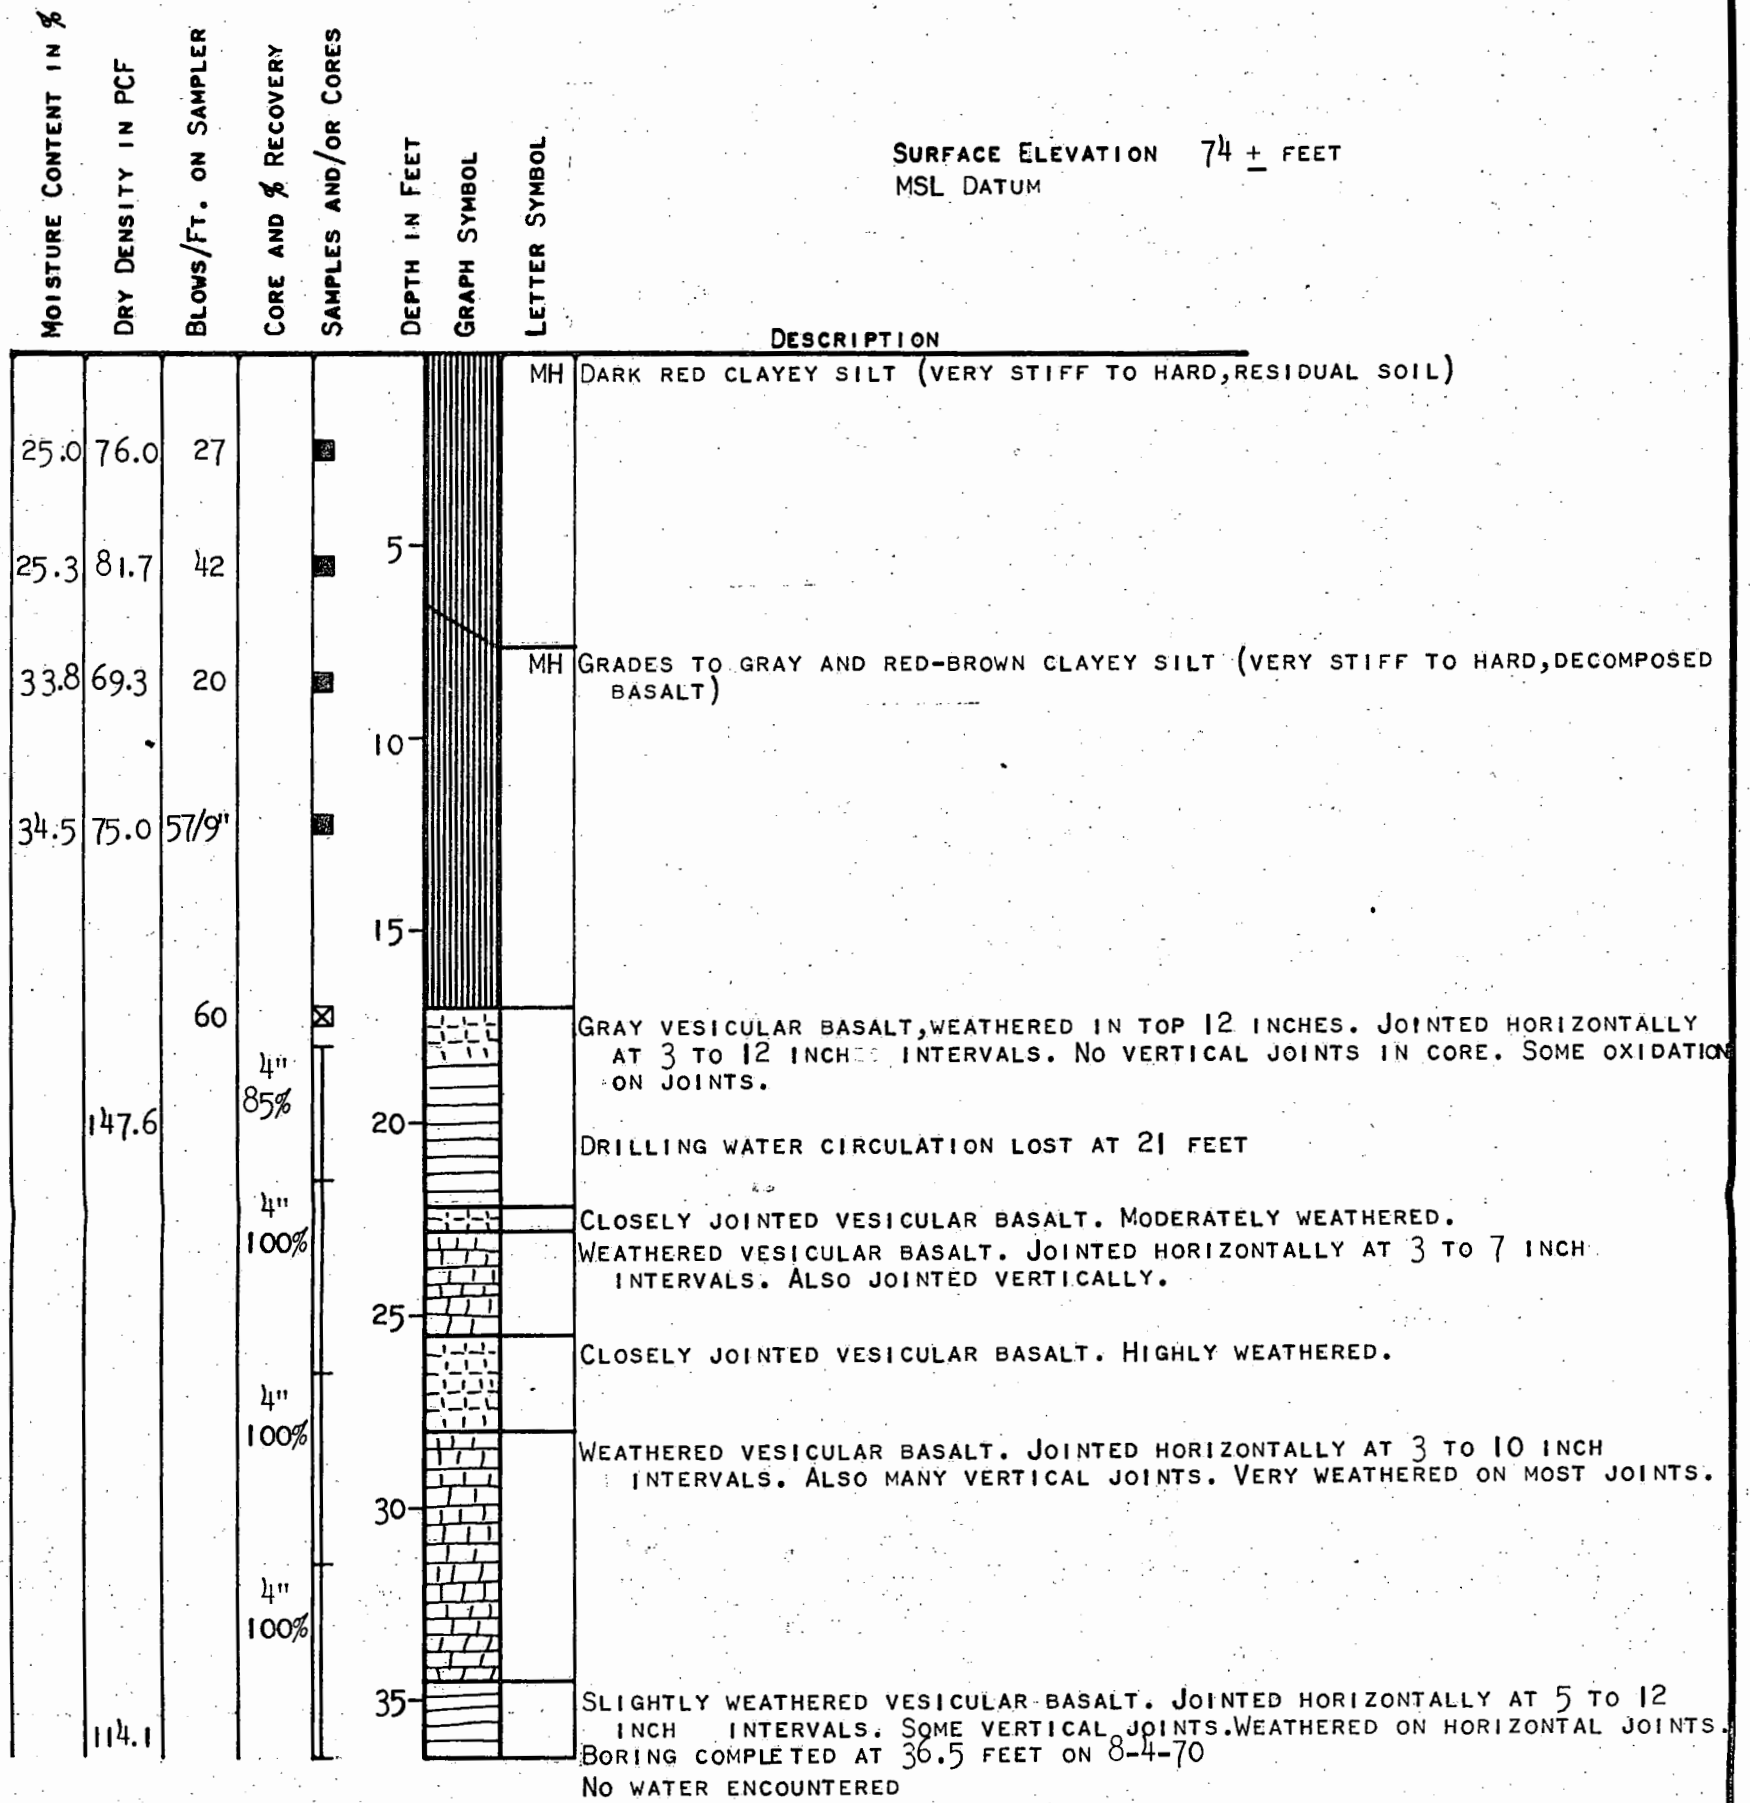 MOISTURE CONTENT IN %
DRY DENSITY IN PCF
BLOWS/FT. ON SAMPLER
CORE AND % RECOVERY
SAMPLES AND/OR CORES
DEPTH IN FEET
GRAPH SYMBOL
LETTER SYMBOL
SURFACE ELEVATION 74 ± FEET
MSL DATUM
DESCRIPTION
MH DARK RED CLAYEY SILT (VERY STIFF TO HARD, RESIDUAL SOIL)
25.0 76.0 27
5
25.3 81.7 42
MH GRADES TO GRAY AND RED-BROWN CLAYEY SILT (VERY STIFF TO HARD, DECOMPOSED
BASALT)
33.8 69.3 20
10
34.5 75.0 57/9"
15
60
GRAY VESICULAR BASALT, WEATHERED IN TOP 12 INCHES. JOINTED HORIZONTALLY
AT 3 TO 12 INCH INTERVALS. NO VERTICAL JOINTS IN CORE. SOME OXIDATION
ON JOINTS.
4"
85%
147.6
20
DRILLING WATER CIRCULATION LOST AT 21 FEET
4"
100%
CLOSELY JOINTED VESICULAR BASALT. MODERATELY WEATHERED.
WEATHERED VESICULAR BASALT. JOINTED HORIZONTALLY AT 3 TO 7 INCH
INTERVALS. ALSO JOINTED VERTICALLY.
25
CLOSELY JOINTED VESICULAR BASALT. HIGHLY WEATHERED.
4"
100%
WEATHERED VESICULAR BASALT. JOINTED HORIZONTALLY AT 3 TO 10 INCH
INTERVALS. ALSO MANY VERTICAL JOINTS. VERY WEATHERED ON MOST JOINTS.
30
4"
100%
35
SLIGHTLY WEATHERED VESICULAR BASALT. JOINTED HORIZONTALLY AT 5 TO 12
INCH INTERVALS. SOME VERTICAL JOINTS. WEATHERED ON HORIZONTAL JOINTS.
114.1
BORING COMPLETED AT 36.5 FEET ON 8-4-70
NO WATER ENCOUNTERED